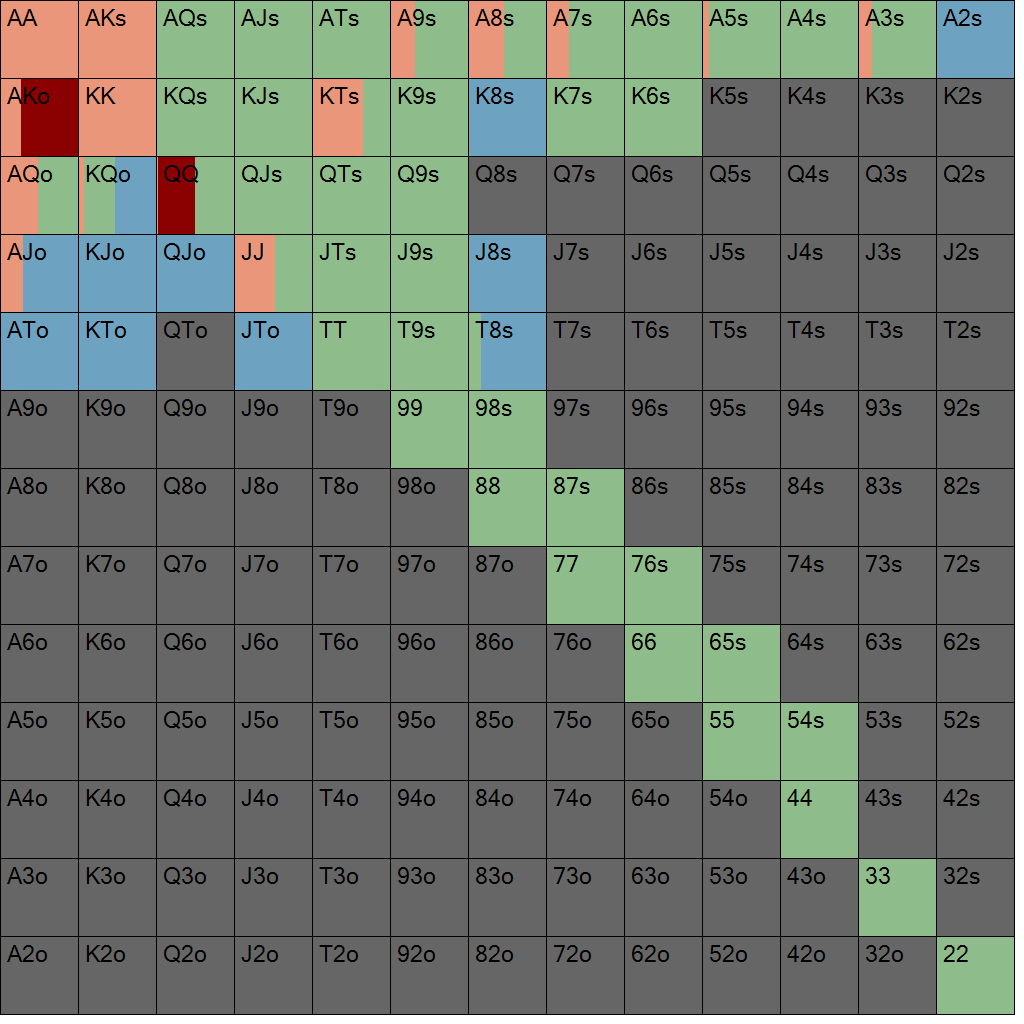 AA AKs AQs AJs ATs A9s A8s A7s A6s A5s A4s A3s A2s
AKo KK KQs KJs KTs K9s K8s K7s K6s K5s K4s K3s K2s
AQo KQo QQ QJs QTs Q9s Q8s Q7s Q6s Q5s Q4s Q3s Q2s
AJo KJo QJo JJ JTs J9s J8s J7s J6s J5s J4s J3s J2s
ATo KTo QTo JTo TT T9s T8s T7s T6s T5s T4s T3s T2s
A9o K9o Q9o J9o T9o 99 98s 97s 96s 95s 94s 93s 92s
A8o K8o Q8o J8o T8o 98o 88 87s 86s 85s 84s 83s 82s
A7o K7o Q7o J7o T7o 97o 87o 77 76s 75s 74s 73s 72s
A6o K6o Q6o J6o T6o 96o 86o 76o 66 65s 64s 63s 62s
A5o K5o Q5o J5o T5o 95o 85o 75o 65o 55 54s 53s 52s
A4o K4o Q4o J4o T4o 94o 84o 74o 64o 54o 44 43s 42s
A3o K3o Q3o J3o T3o 93o 83o 73o 63o 53o 43o 33 32s
A2o K2o Q2o J2o T2o 92o 82o 72o 62o 52o 42o 32o 22